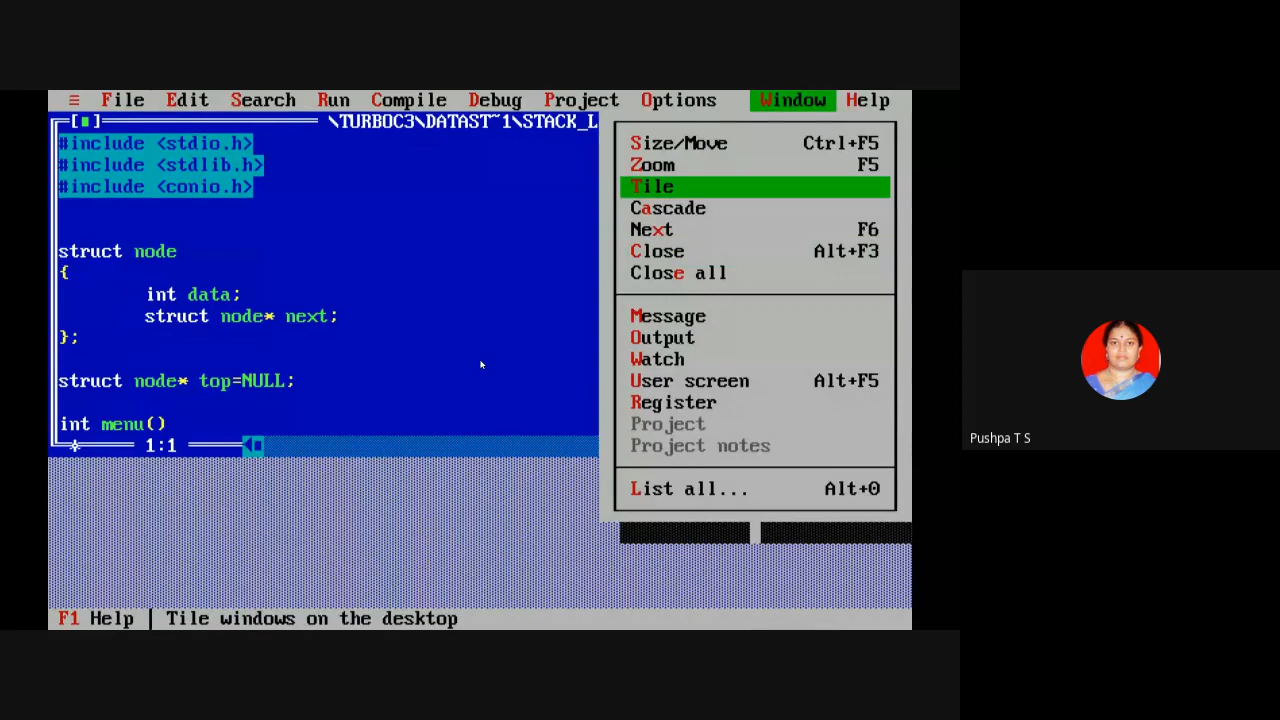 ≡ File Edit Search Run Compile Debug Project Options Window Help
[■] \TURBOC3\DATAST~1\STACK_L
#include <stdio.h>
#include <stdlib.h>
#include <conio.h>
struct node
{
int data;
struct node* next;
};
struct node* top=NULL;
int menu()
1:1
Size/Move Ctrl+F5
Zoom F5
Tile
Cascade
Next F6
Close Alt+F3
Close all
Message
Output
Watch
User screen Alt+F5
Register
Project
Project notes
List all... Alt+0
F1 Help | Tile windows on the desktop
Pushpa T S